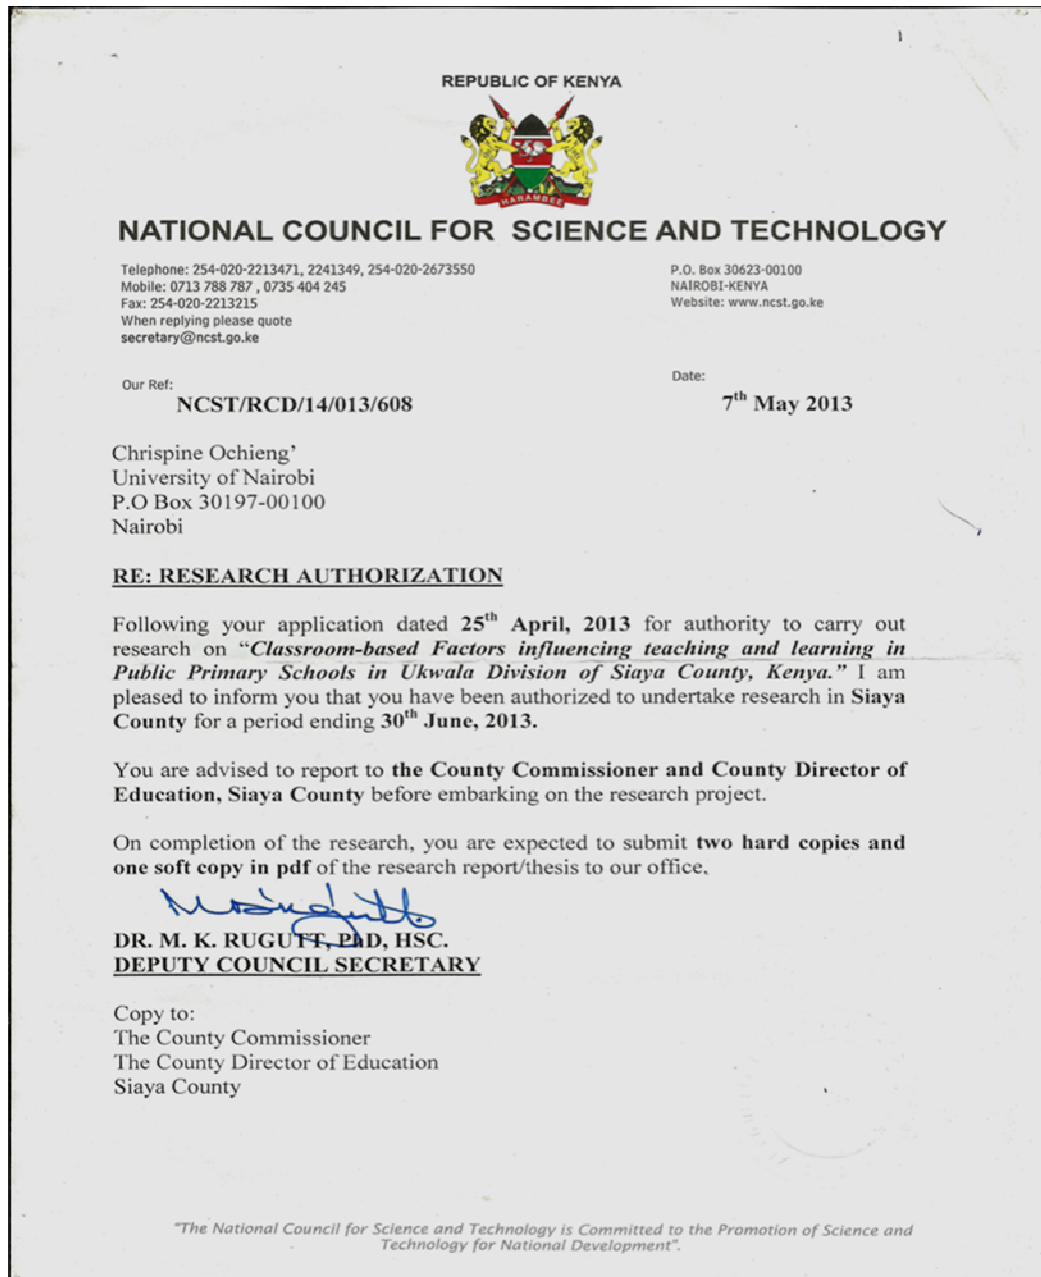 REPUBLIC OF KENYA
HARAMBEE
NATIONAL COUNCIL FOR SCIENCE AND TECHNOLOGY
Telephone: 254-020-2213471, 2241349, 254-020-2673550
Mobile: 0713 788 787 , 0735 404 245
Fax: 254-020-2213215
When replying please quote
secretary@ncst.go.ke
P.O. Box 30623-00100
NAIROBI-KENYA
Website: www.ncst.go.ke
Our Ref:
NCST/RCD/14/013/608
Date:
7th May 2013
Chrispine Ochieng'
University of Nairobi
P.O Box 30197-00100
Nairobi
RE: RESEARCH AUTHORIZATION
Following your application dated 25th April, 2013 for authority to carry out
research on “Classroom-based Factors influencing teaching and learning in
Public Primary Schools in Ukwala Division of Siaya County, Kenya.” I am
pleased to inform you that you have been authorized to undertake research in Siaya
County for a period ending 30th June, 2013.
You are advised to report to the County Commissioner and County Director of
Education, Siaya County before embarking on the research project.
On completion of the research, you are expected to submit two hard copies and
one soft copy in pdf of the research report/thesis to our office.
DR. M. K. RUGUTT, PhD, HSC.
DEPUTY COUNCIL SECRETARY
Copy to:
The County Commissioner
The County Director of Education
Siaya County
"The National Council for Science and Technology is Committed to the Promotion of Science and
Technology for National Development".